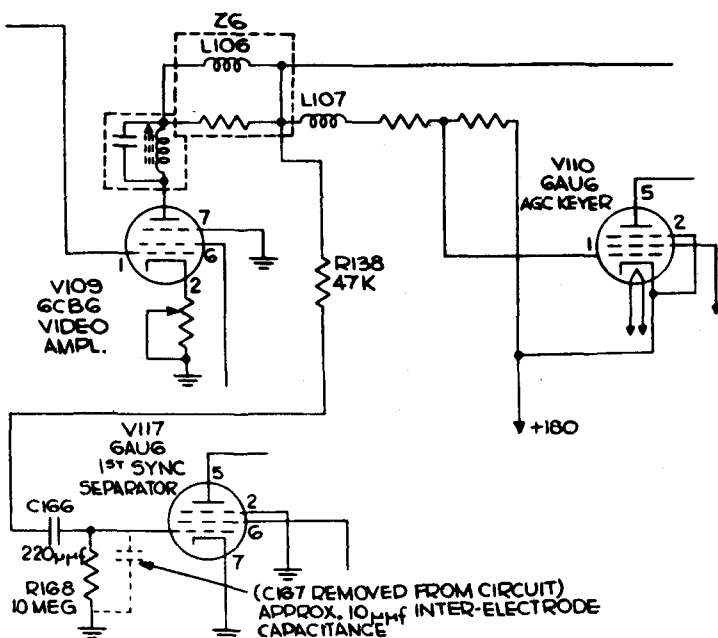 Z6
L106
L107
V110
6AU6
AGC KEYER
5
2
1
7
6
1
2
V109
6CB6
VIDEO
AMPL.
R138
47K
+180
V117
6AU6
1ST SYNC
SEPARATOR
5
2
6
7
C166
220µµf
R168
10 MEG
(C167 REMOVED FROM CIRCUIT)
APPROX. 10µµf INTER-ELECTRODE
CAPACITANCE